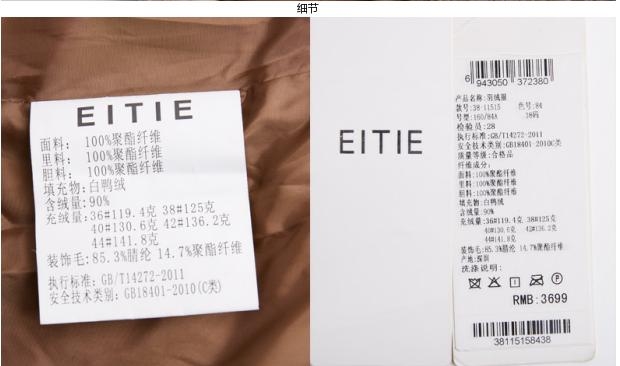 细节
EITIE
面料: 100%聚酯纤维
里料: 100%聚酯纤维
胆料: 100%聚酯纤维
填充物:白鸭绒
含绒量:90%
充绒量:36#119.4克 38#125克
40#130.6克 42#136.2克
44#141.8克
装饰毛:85.3%腈纶 14.7%聚酯纤维
执行标准: GB/T14272-2011
安全技术类别: GB18401-2010(C类)
EITIE
6 943050 372380
产品名称:羽绒服
款号:38-11515 色号:84
号型:160/84A 38码
检验员:28
执行标准:GB/T14272-2011
安全技术类别:GB18401-2010C类
质量等级:合格品
纤维成分:
面料:100%聚酯纤维
里料:100%聚酯纤维
胆料:100%聚酯纤维
填充物:白鸭绒
含绒量:90%
充绒量:36#119.4克 38#125克
40#130.6克 42#136.2克
44#141.8克
装饰毛:85.3%腈纶 14.7%聚酯纤维
产地:深圳
洗涤说明:
RMB:3699
38115158438